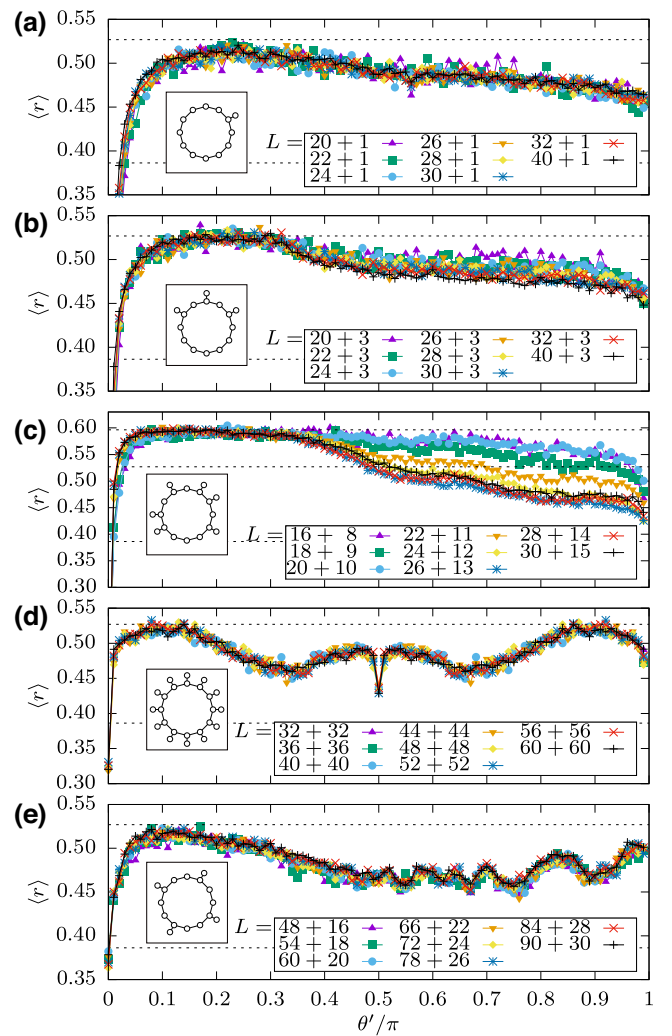 (a)
0.55
0.50
0.45
0.40
0.35
⟨r⟩
L = 20 + 1 26 + 1 32 + 1
22 + 1 28 + 1 40 + 1
24 + 1 30 + 1
(b)
0.55
0.50
0.45
0.40
0.35
⟨r⟩
L = 20 + 3 26 + 3 32 + 3
22 + 3 28 + 3 40 + 3
24 + 3 30 + 3
(c)
0.60
0.55
0.50
0.45
0.40
0.35
0.30
⟨r⟩
L = 16 + 8 22 + 11 28 + 14
18 + 9 24 + 12 30 + 15
20 + 10 26 + 13
(d)
0.55
0.50
0.45
0.40
0.35
0.30
⟨r⟩
L = 32 + 32 44 + 44 56 + 56
36 + 36 48 + 48 60 + 60
40 + 40 52 + 52
(e)
0.55
0.50
0.45
0.40
0.35
⟨r⟩
L = 48 + 16 66 + 22 84 + 28
54 + 18 72 + 24 90 + 30
60 + 20 78 + 26
0 0.1 0.2 0.3 0.4 0.5 0.6 0.7 0.8 0.9 1
θ′/π